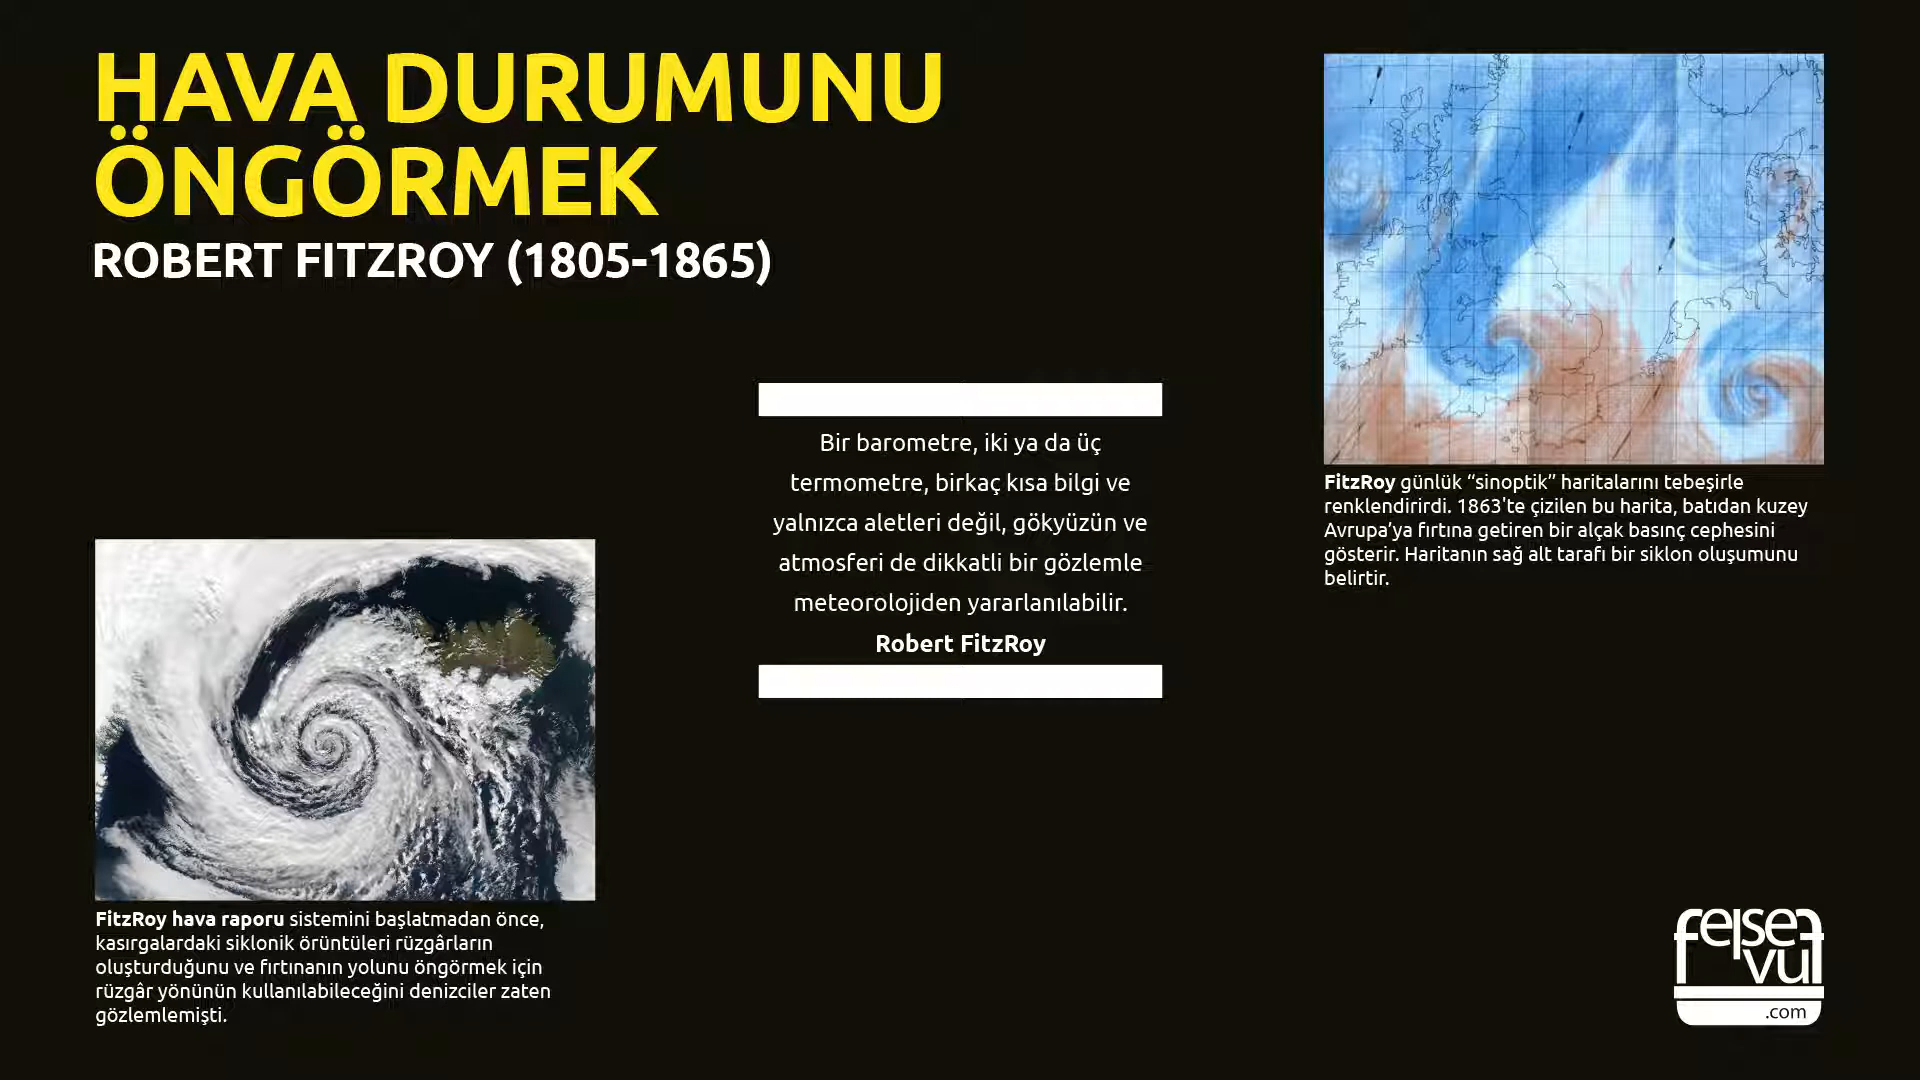 HAVA DURUMUNU
ÖNGÖRMEK
ROBERT FITZROY (1805-1865)
Bir barometre, iki ya da üç
termometre, birkaç kısa bilgi ve
yalnızca aletleri değil, gökyüzün ve
atmosferi de dikkatli bir gözlemle
meteorolojiden yararlanılabilir.
Robert FitzRoy
FitzRoy günlük “sinoptik” haritalarını tebeşirle
renklendirirdi. 1863'te çizilen bu harita, batıdan kuzey
Avrupa’ya fırtına getiren bir alçak basınç cephesini
gösterir. Haritanın sağ alt tarafı bir siklon oluşumunu
belirtir.
FitzRoy hava raporu sistemini başlatmadan önce,
kasırgalardaki siklonik örüntüleri rüzgârların
oluşturduğunu ve fırtınanın yolunu öngörmek için
rüzgâr yönünün kullanılabileceğini denizciler zaten
gözlemlemişti.
felsef
vul
.com